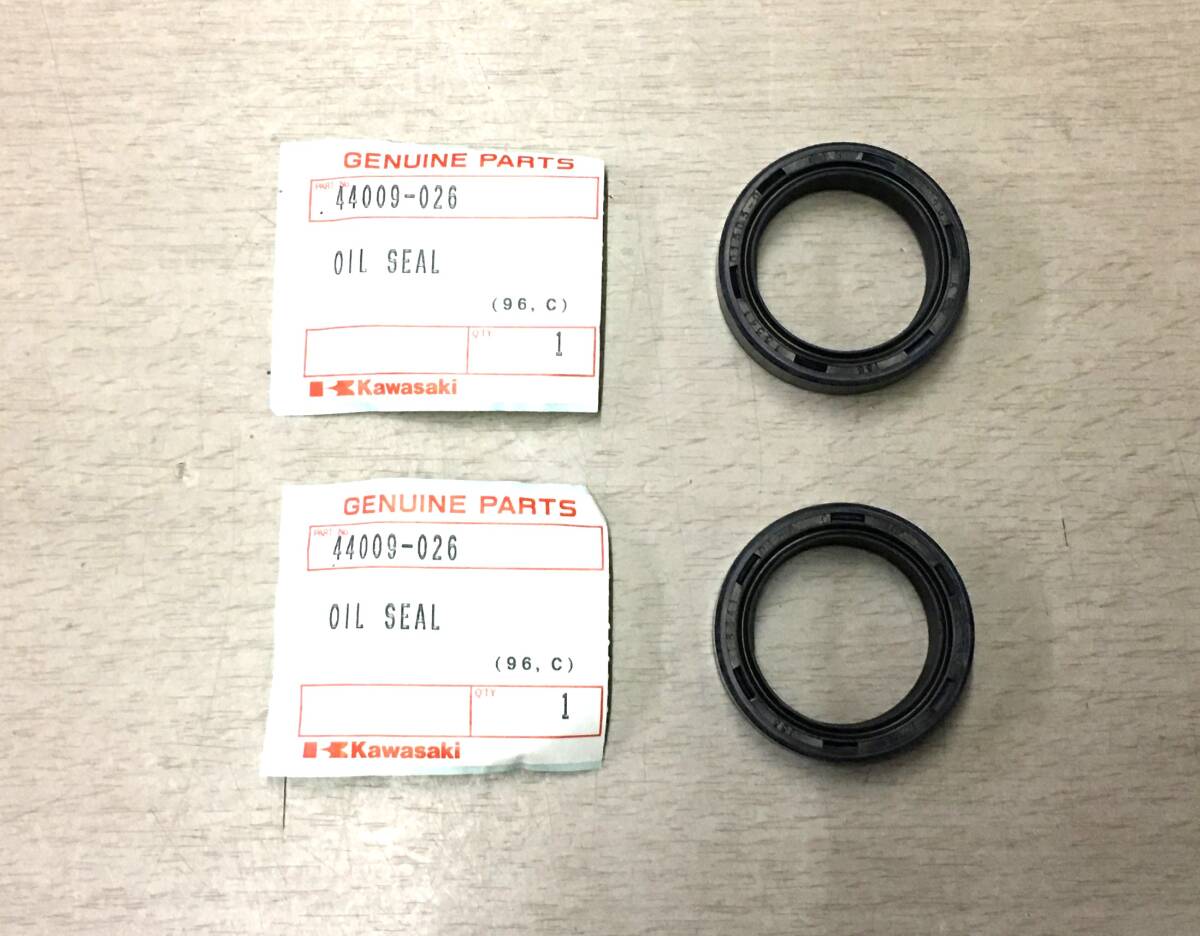 GENUINE PARTS
PART NO
44009-026
OIL SEAL
(96, C)
QTY
1
Kawasaki
GENUINE PARTS
PART NO
44009-026
OIL SEAL
(96, C)
QTY
1
Kawasaki